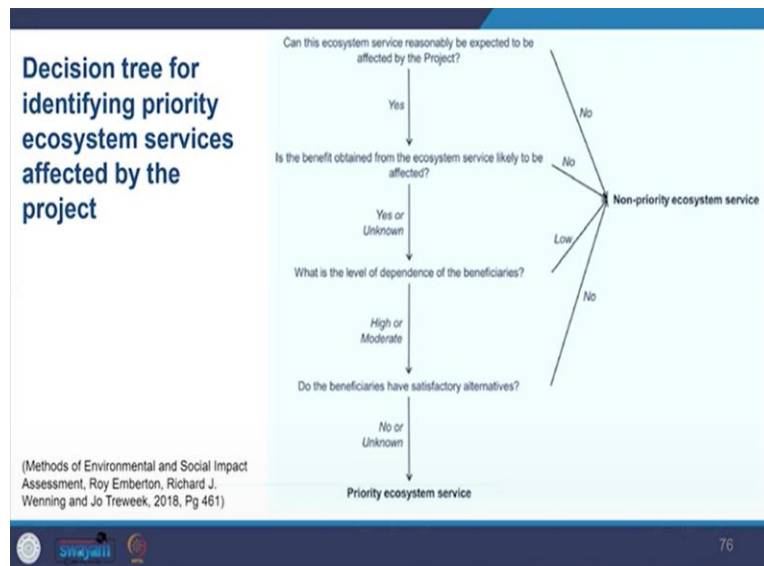 Decision tree for
identifying priority
ecosystem services
affected by the
project
Can this ecosystem service reasonably be expected to be
affected by the Project?
Yes
No
Is the benefit obtained from the ecosystem service likely to be
affected?
No
Non-priority ecosystem service
Yes or
Unknown
Low
What is the level of dependence of the beneficiaries?
No
High or
Moderate
Do the beneficiaries have satisfactory alternatives?
No or
Unknown
Priority ecosystem service
(Methods of Environmental and Social Impact
Assessment, Roy Emberton, Richard J.
Wenning and Jo Treweek, 2018, Pg 461)
swayam
76